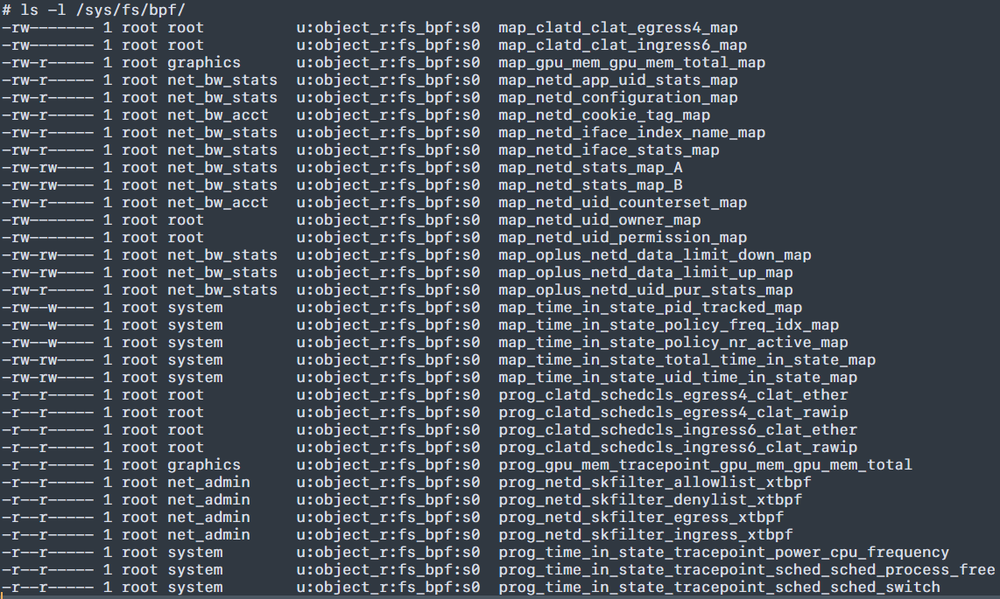 # ls -l /sys/fs/bpf/
-rw------- 1 root root          u:object_r:fs_bpf:s0  map_clatd_clat_egress4_map
-rw------- 1 root root          u:object_r:fs_bpf:s0  map_clatd_clat_ingress6_map
-rw-r----- 1 root graphics      u:object_r:fs_bpf:s0  map_gpu_mem_gpu_mem_total_map
-rw-r----- 1 root net_bw_stats  u:object_r:fs_bpf:s0  map_netd_app_uid_stats_map
-rw-r----- 1 root net_bw_stats  u:object_r:fs_bpf:s0  map_netd_configuration_map
-rw-r----- 1 root net_bw_acct   u:object_r:fs_bpf:s0  map_netd_cookie_tag_map
-rw-r----- 1 root net_bw_stats  u:object_r:fs_bpf:s0  map_netd_iface_index_name_map
-rw-r----- 1 root net_bw_stats  u:object_r:fs_bpf:s0  map_netd_iface_stats_map
-rw-rw---- 1 root net_bw_stats  u:object_r:fs_bpf:s0  map_netd_stats_map_A
-rw-rw---- 1 root net_bw_stats  u:object_r:fs_bpf:s0  map_netd_stats_map_B
-rw-r----- 1 root net_bw_acct   u:object_r:fs_bpf:s0  map_netd_uid_counterset_map
-rw------- 1 root root          u:object_r:fs_bpf:s0  map_netd_uid_owner_map
-rw------- 1 root root          u:object_r:fs_bpf:s0  map_netd_uid_permission_map
-rw-rw---- 1 root net_bw_stats  u:object_r:fs_bpf:s0  map_oplus_netd_data_limit_down_map
-rw-rw---- 1 root net_bw_stats  u:object_r:fs_bpf:s0  map_oplus_netd_data_limit_up_map
-rw-r----- 1 root net_bw_stats  u:object_r:fs_bpf:s0  map_oplus_netd_uid_pur_stats_map
-rw--w---- 1 root system        u:object_r:fs_bpf:s0  map_time_in_state_pid_tracked_map
-rw--w---- 1 root system        u:object_r:fs_bpf:s0  map_time_in_state_policy_freq_idx_map
-rw--w---- 1 root system        u:object_r:fs_bpf:s0  map_time_in_state_policy_nr_active_map
-rw-rw---- 1 root system        u:object_r:fs_bpf:s0  map_time_in_state_total_time_in_state_map
-rw-rw---- 1 root system        u:object_r:fs_bpf:s0  map_time_in_state_uid_time_in_state_map
-r--r----- 1 root root          u:object_r:fs_bpf:s0  prog_clatd_schedcls_egress4_clat_ether
-r--r----- 1 root root          u:object_r:fs_bpf:s0  prog_clatd_schedcls_egress4_clat_rawip
-r--r----- 1 root root          u:object_r:fs_bpf:s0  prog_clatd_schedcls_ingress6_clat_ether
-r--r----- 1 root root          u:object_r:fs_bpf:s0  prog_clatd_schedcls_ingress6_clat_rawip
-r--r----- 1 root graphics      u:object_r:fs_bpf:s0  prog_gpu_mem_tracepoint_gpu_mem_gpu_mem_total
-r--r----- 1 root net_admin     u:object_r:fs_bpf:s0  prog_netd_skfilter_allowlist_xtbpf
-r--r----- 1 root net_admin     u:object_r:fs_bpf:s0  prog_netd_skfilter_denylist_xtbpf
-r--r----- 1 root net_admin     u:object_r:fs_bpf:s0  prog_netd_skfilter_egress_xtbpf
-r--r----- 1 root net_admin     u:object_r:fs_bpf:s0  prog_netd_skfilter_ingress_xtbpf
-r--r----- 1 root system        u:object_r:fs_bpf:s0  prog_time_in_state_tracepoint_power_cpu_frequency
-r--r----- 1 root system        u:object_r:fs_bpf:s0  prog_time_in_state_tracepoint_sched_sched_process_free
-r--r----- 1 root system        u:object_r:fs_bpf:s0  prog_time_in_state_tracepoint_sched_sched_switch